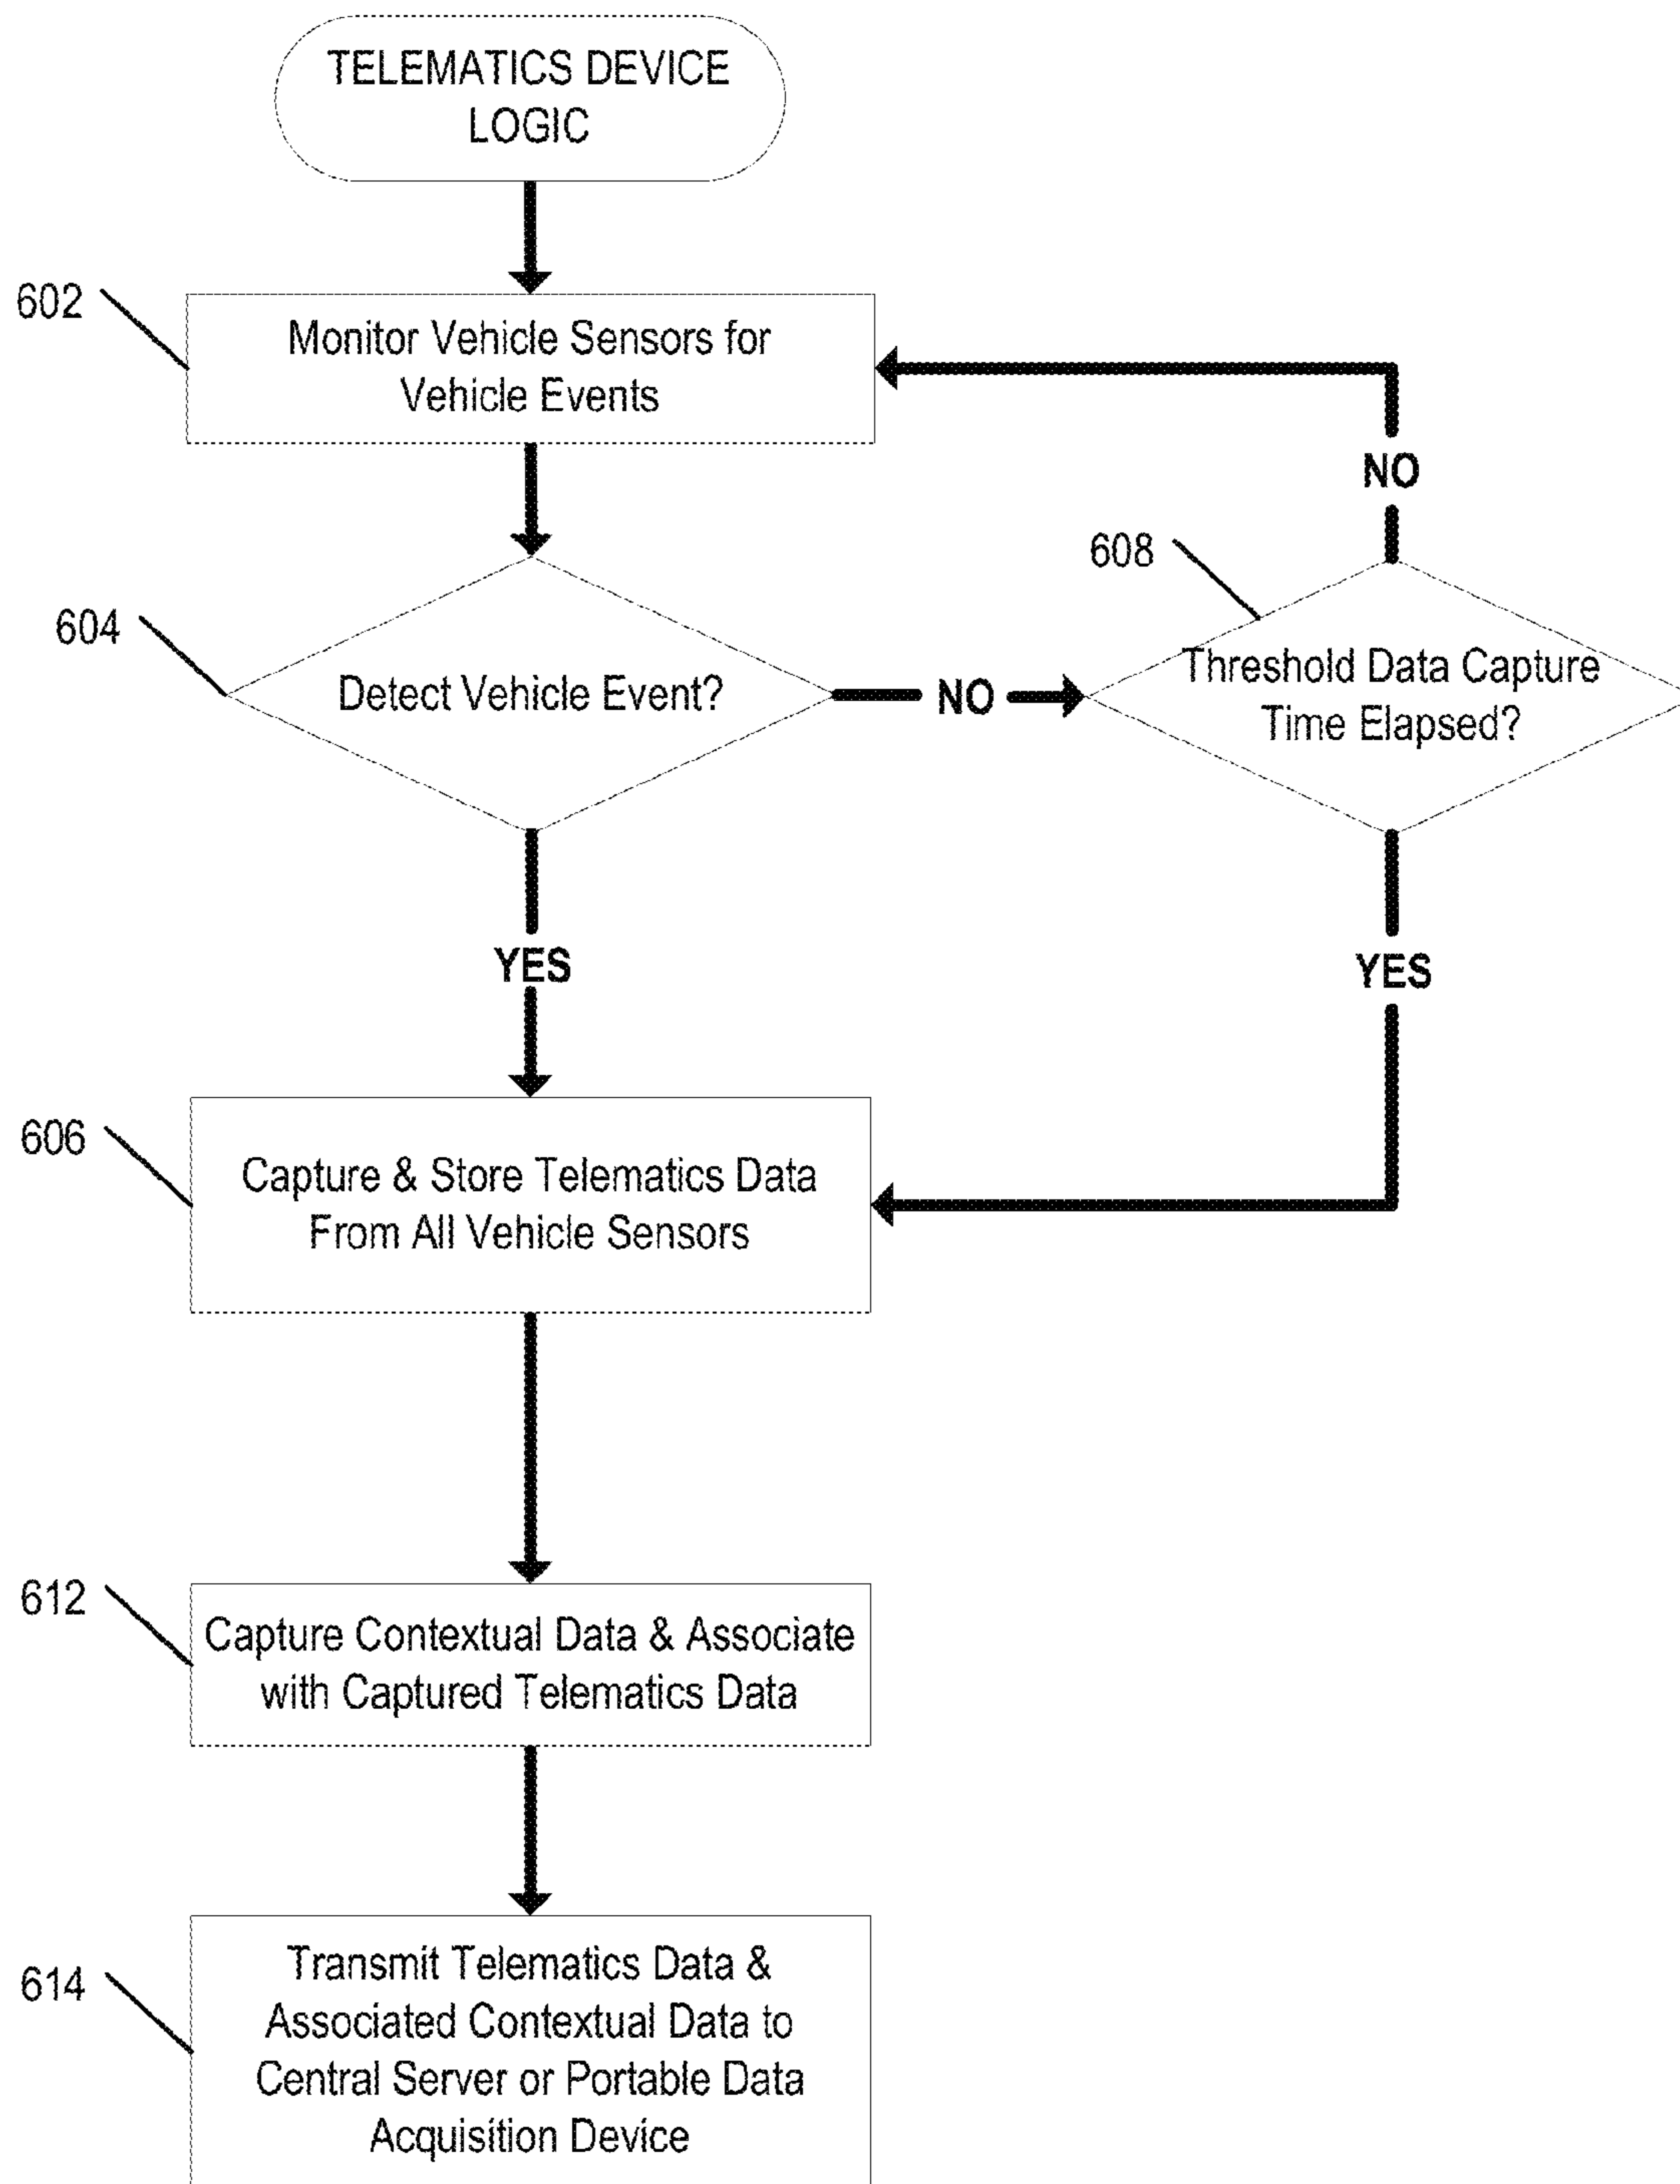 TELEMATICS DEVICE
LOGIC
602
Monitor Vehicle Sensors for
Vehicle Events
NO
608
604
Detect Vehicle Event?
NO
Threshold Data Capture
Time Elapsed?
YES
YES
606
Capture & Store Telematics Data
From All Vehicle Sensors
612
Capture Contextual Data & Associate
with Captured Telematics Data
614
Transmit Telematics Data &
Associated Contextual Data to
Central Server or Portable Data
Acquisition Device